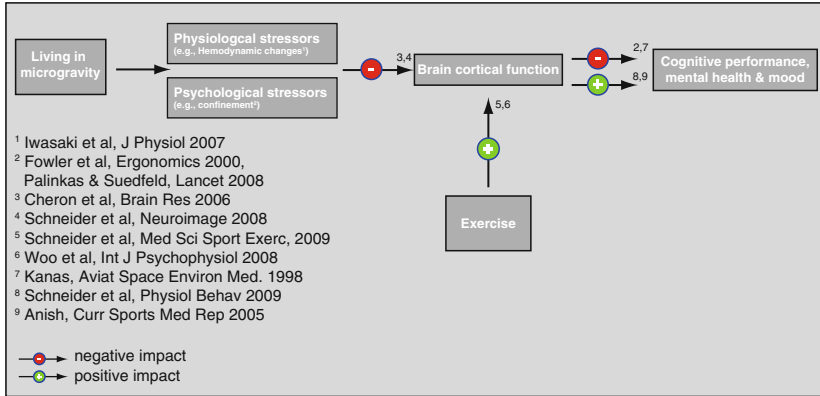 Living in
microgravity
Physiologcal stressors
(e.g., Hemodynamic changes¹)
Psychological stressors
(e.g., confinement²)
-
3,4
Brain cortical function
-
2,7
+
8,9
Cognitive performance,
mental health & mood
5,6
+
Exercise
¹ Iwasaki et al, J Physiol 2007
² Fowler et al, Ergonomics 2000,
Palinkas & Suedfeld, Lancet 2008
³ Cheron et al, Brain Res 2006
⁴ Schneider et al, Neuroimage 2008
⁵ Schneider et al, Med Sci Sport Exerc, 2009
⁶ Woo et al, Int J Psychophysiol 2008
⁷ Kanas, Aviat Space Environ Med. 1998
⁸ Schneider et al, Physiol Behav 2009
⁹ Anish, Curr Sports Med Rep 2005
- negative impact
+ positive impact